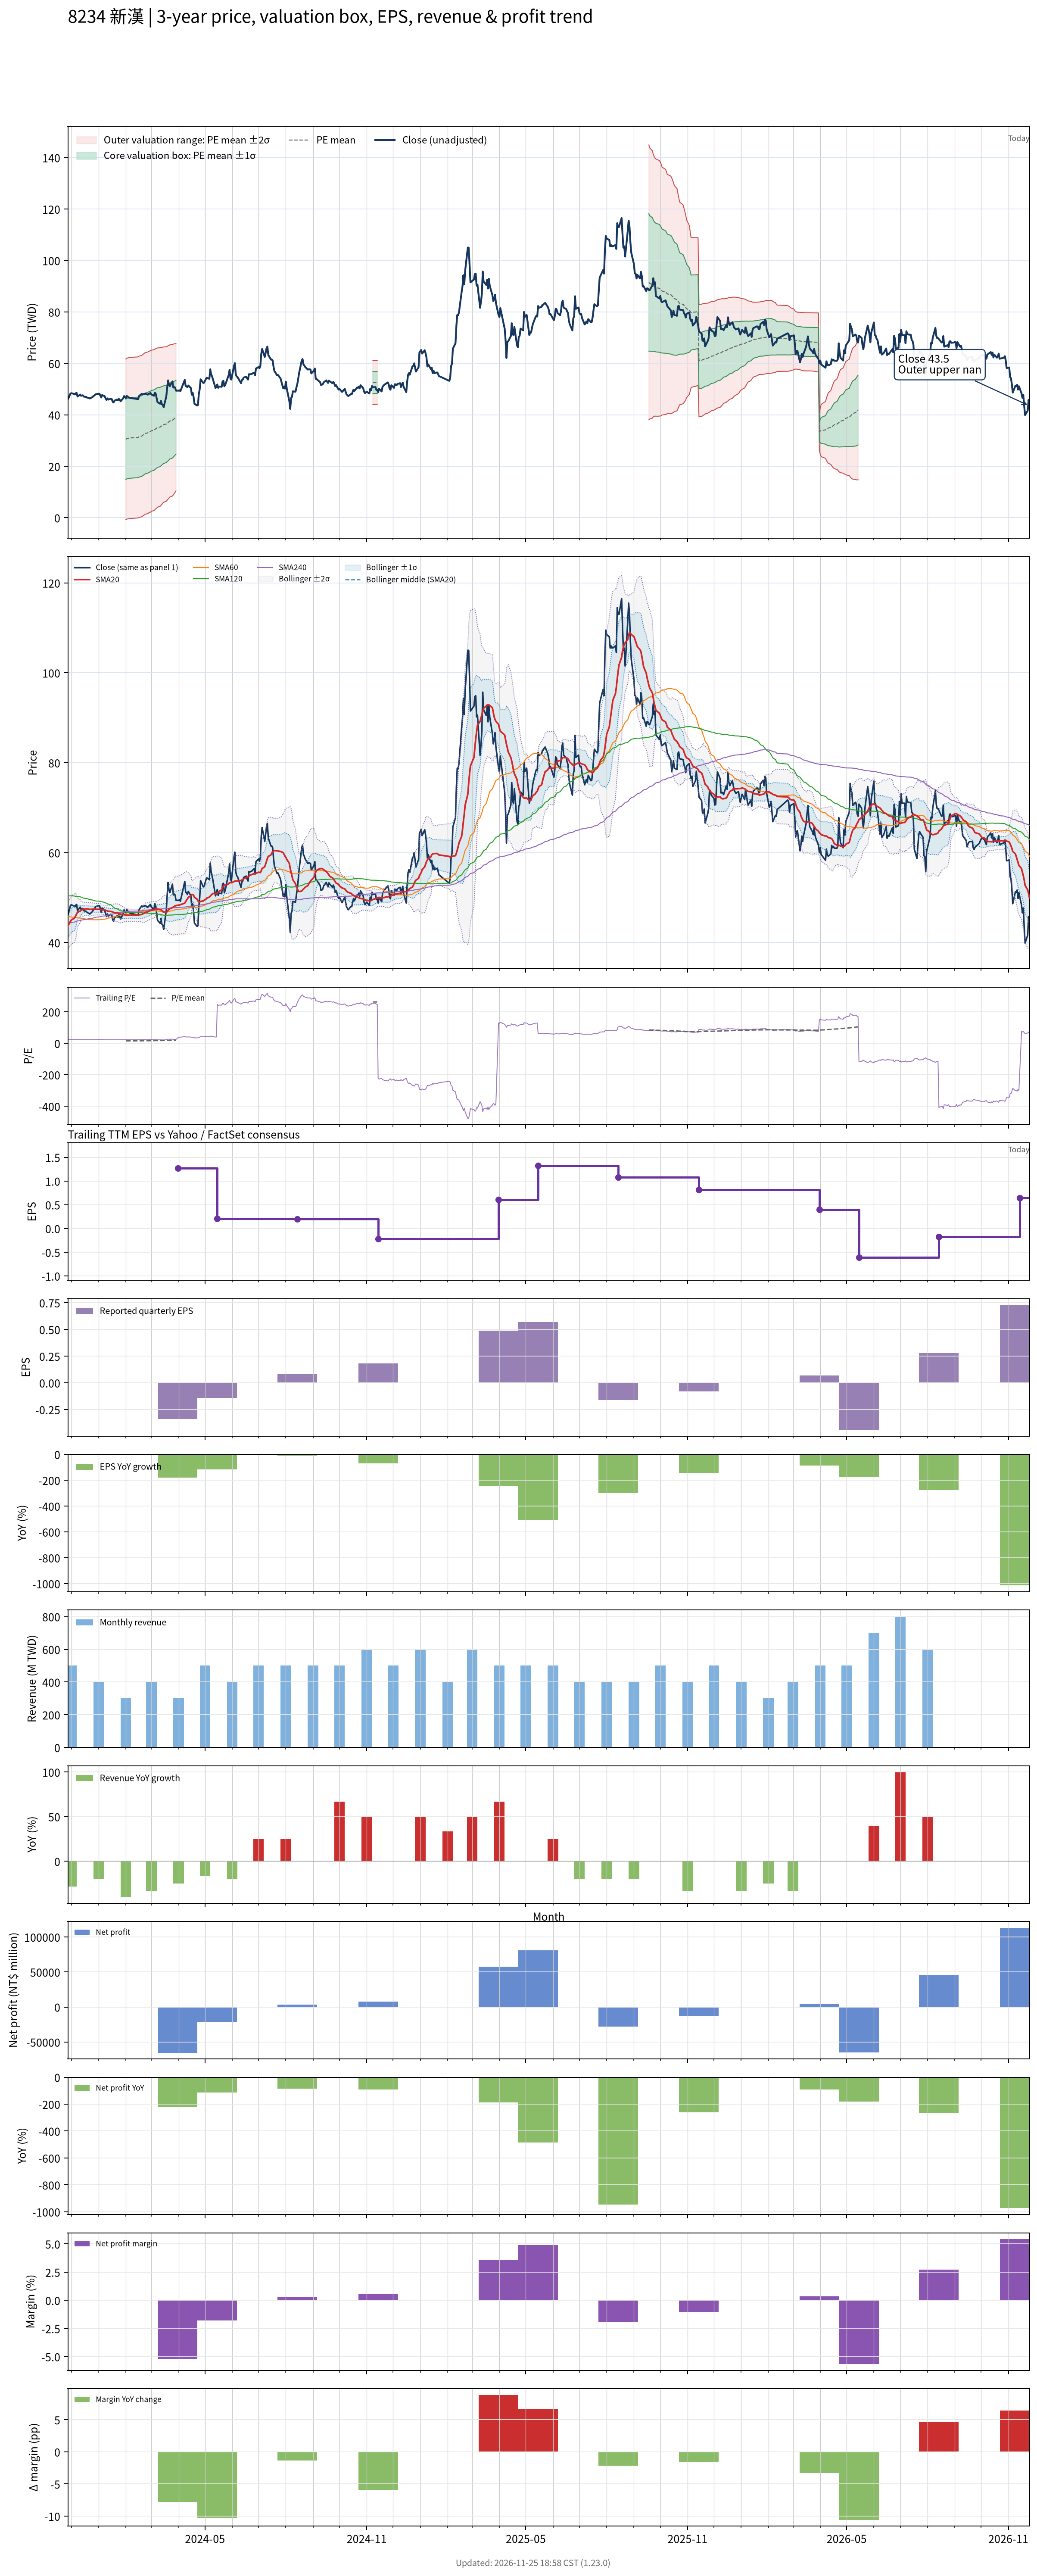 8234 新漢 | 3-year price, valuation box, EPS, revenue & profit trend
Outer valuation range: PE mean ±2σ
Core valuation box: PE mean ±1σ
PE mean
Close (unadjusted)
Today
Price (TWD)
140
120
100
80
60
40
20
0
Close 43.5
Outer upper nan
Close (same as panel 1)
SMA20
SMA60
SMA120
SMA240
Bollinger ±2σ
Bollinger ±1σ
Bollinger middle (SMA20)
Price
120
100
80
60
40
Trailing P/E
P/E mean
P/E
200
0
-200
-400
Trailing TTM EPS vs Yahoo / FactSet consensus
Today
EPS
1.5
1.0
0.5
0.0
-0.5
-1.0
Reported quarterly EPS
EPS
0.75
0.50
0.25
0.00
-0.25
EPS YoY growth
YoY (%)
0
-200
-400
-600
-800
-1000
Monthly revenue
Revenue (M TWD)
800
600
400
200
0
Revenue YoY growth
YoY (%)
100
50
0
Month
Net profit
Net profit (NT$ million)
100000
50000
0
-50000
Net profit YoY
YoY (%)
0
-200
-400
-600
-800
-1000
Net profit margin
Margin (%)
5.0
2.5
0.0
-2.5
-5.0
Margin YoY change
Δ margin (pp)
5
0
-5
-10
2024-05
2024-11
2025-05
2025-11
2026-05
2026-11
Updated: 2026-11-25 18:58 CST (1.23.0)